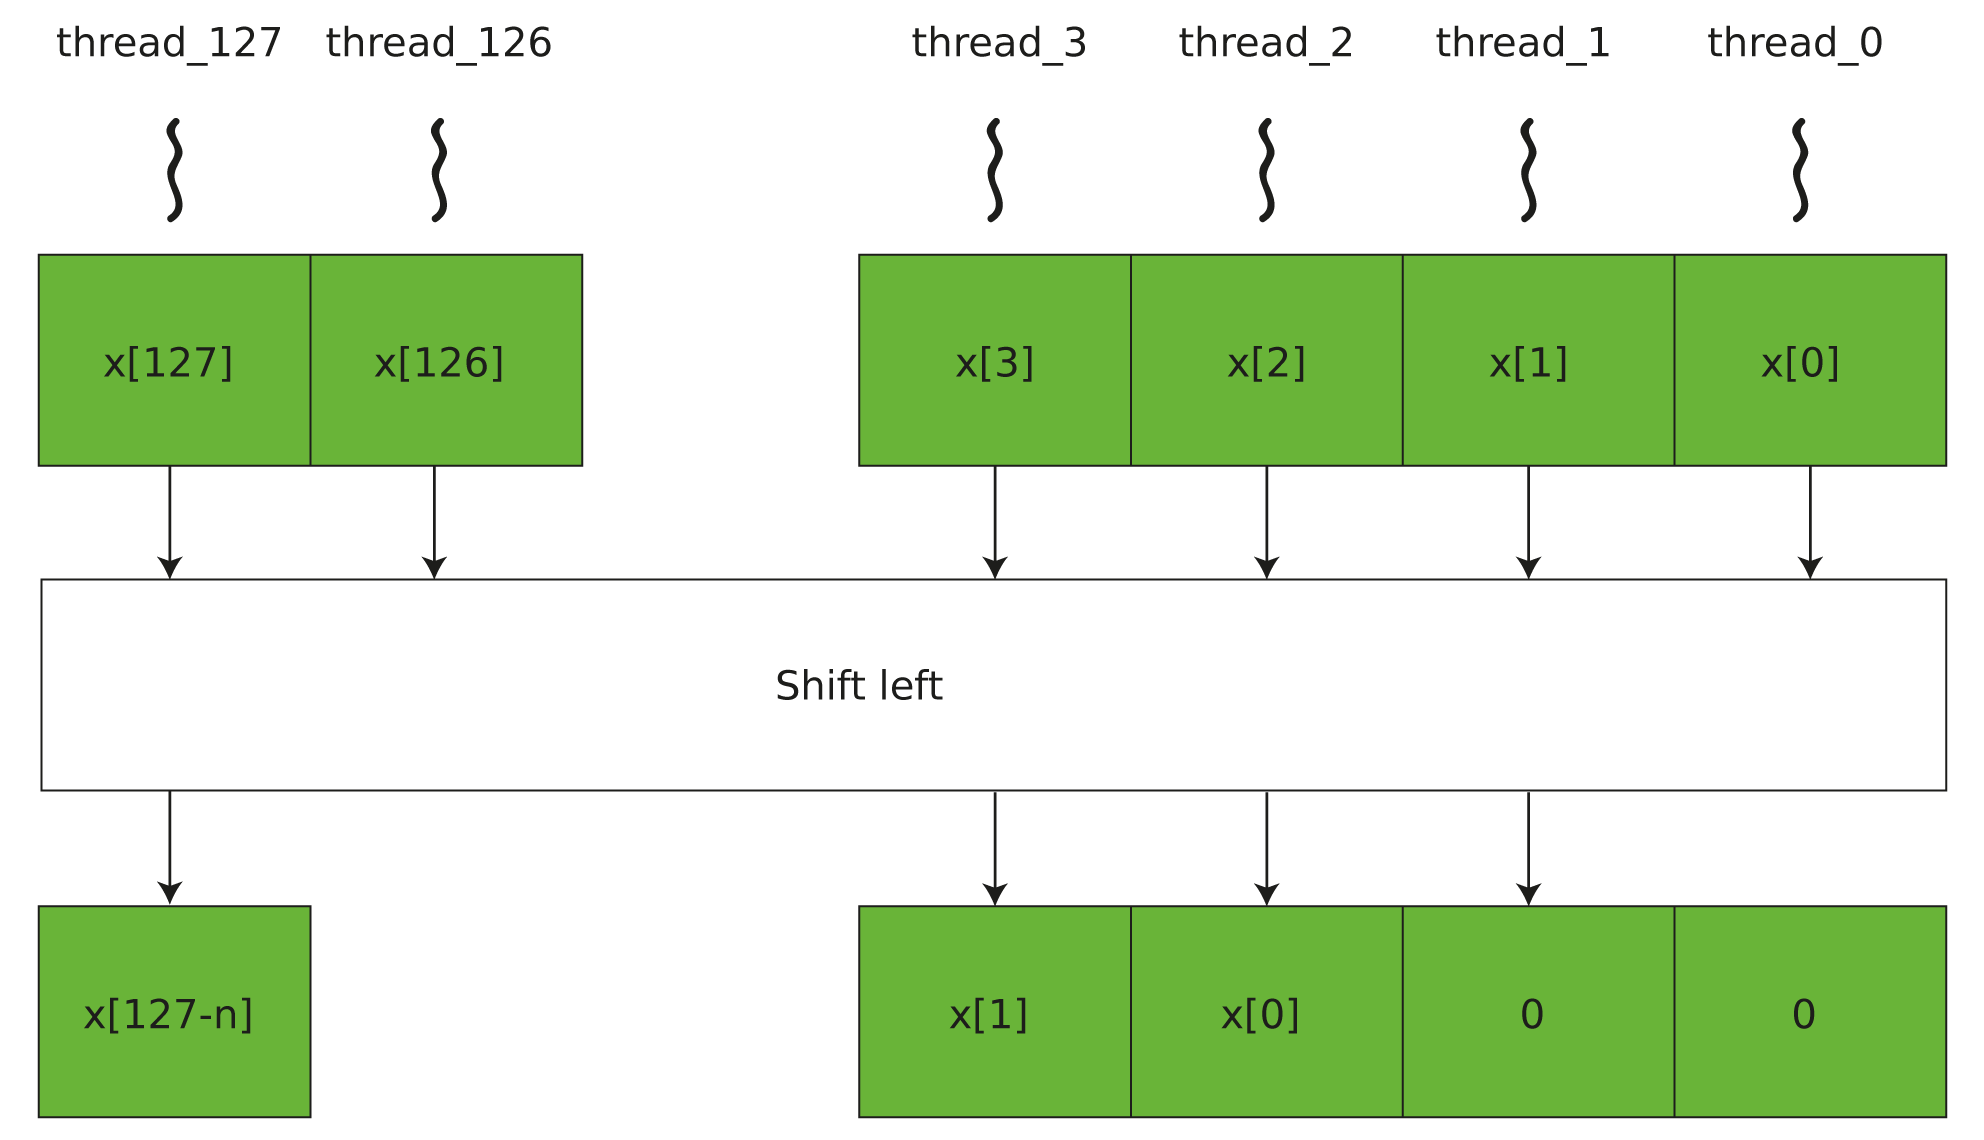 thread_127 thread_126 thread_3 thread_2 thread_1 thread_0
x[127] x[126] x[3] x[2] x[1] x[0]
Shift left
x[127-n] x[1] x[0] 0 0